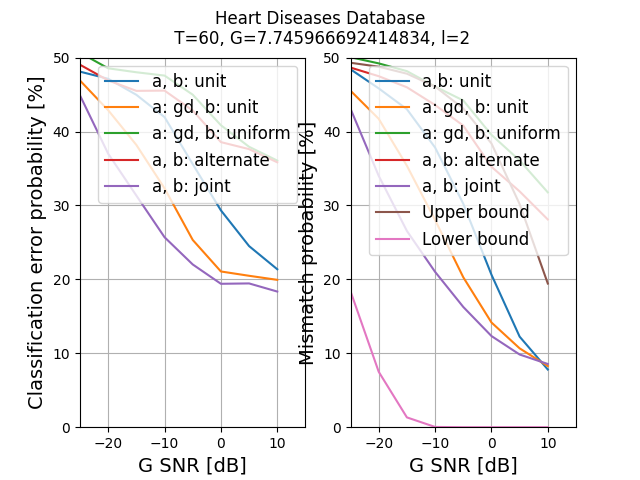 Heart Diseases Database
T=60, G=7.745966692414834, l=2
Classification error probability [%]
50
40
30
20
10
0
−20
−10
0
10
G SNR [dB]
a, b: unit
a: gd, b: unit
a: gd, b: uniform
a, b: alternate
a, b: joint
Mismatch probability [%]
50
40
30
20
10
0
−20
−10
0
10
G SNR [dB]
a,b: unit
a: gd, b: unit
a: gd, b: uniform
a, b: alternate
a, b: joint
Upper bound
Lower bound